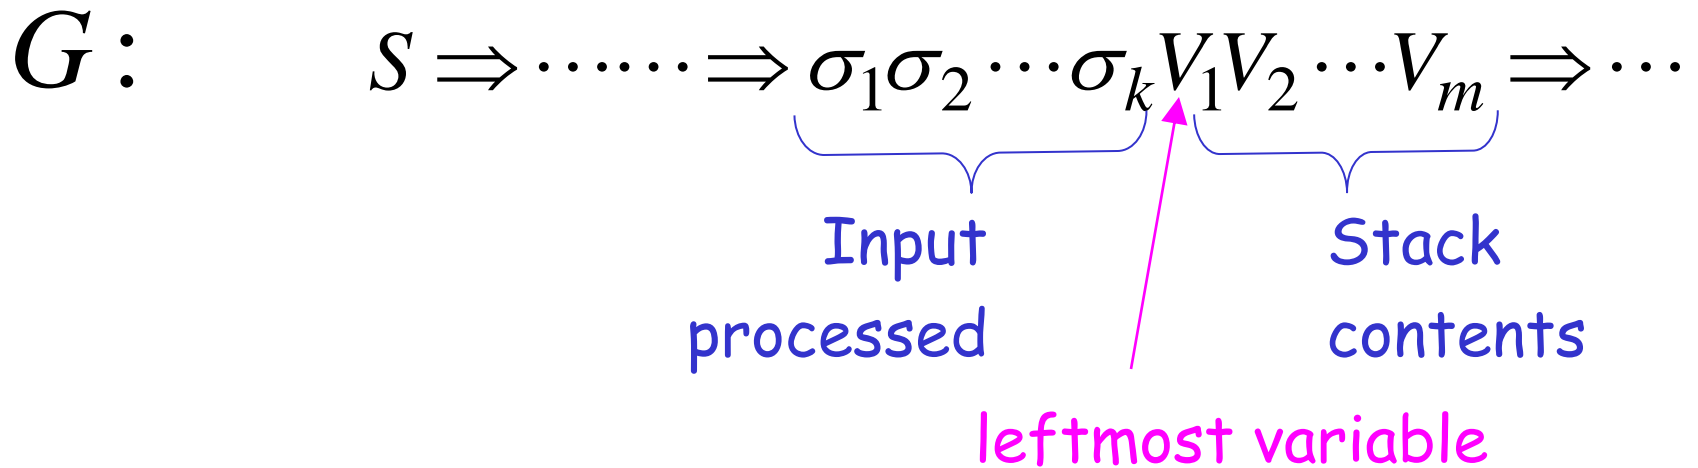 G : S ⇒ ⋯⋯ ⇒ σ₁σ₂⋯σₖV₁V₂⋯Vₘ ⇒ ⋯
Input Stack
processed contents
leftmost variable